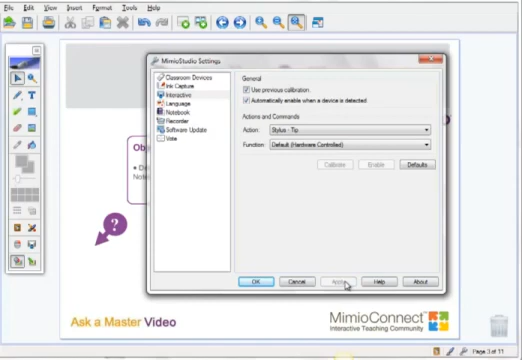 File Edit View Insert Format Tools Help
MimioStudio Settings
Classroom Devices
Ink Capture
Interactive
Language
Notebook
Recorder
Software Update
Vote
General
Use previous calibration.
Automatically enable when a device is detected
Actions and Commands
Action: Stylus - Tip
Function: Default (Hardware Controlled)
Calibrate Enable Defaults
OK Cancel Apply Help About
Obj
T
?
Ask a Master Video
MimioConnect
Interactive Teaching Community
Page 3 of 11